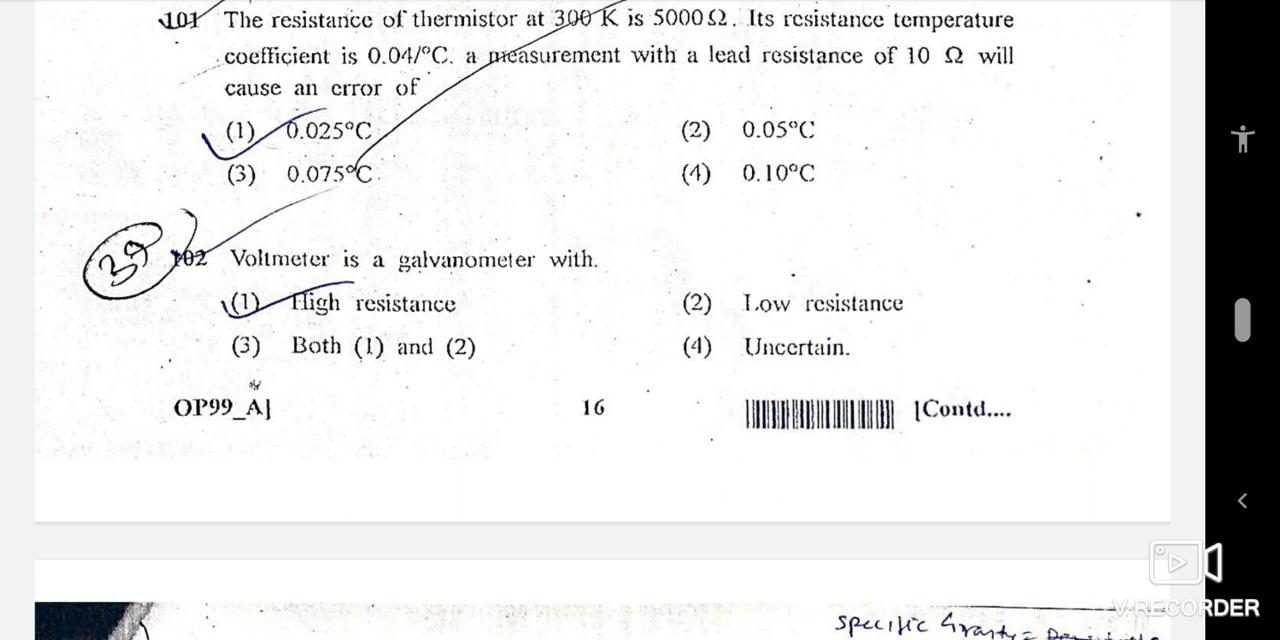 101 The resistance of thermistor at 300 K is 5000 Ω. Its resistance temperature
coefficient is 0.04/°C. a measurement with a lead resistance of 10 Ω will
cause an error of
(1) 0.025°C (2) 0.05°C
(3) 0.075°C (4) 0.10°C
39
102 Voltmeter is a galvanometer with.
(1) High resistance (2) Low resistance
(3) Both (1) and (2) (4) Uncertain.
OP99_A] 16 [Contd....
V RECORDER
Specific Gravity =